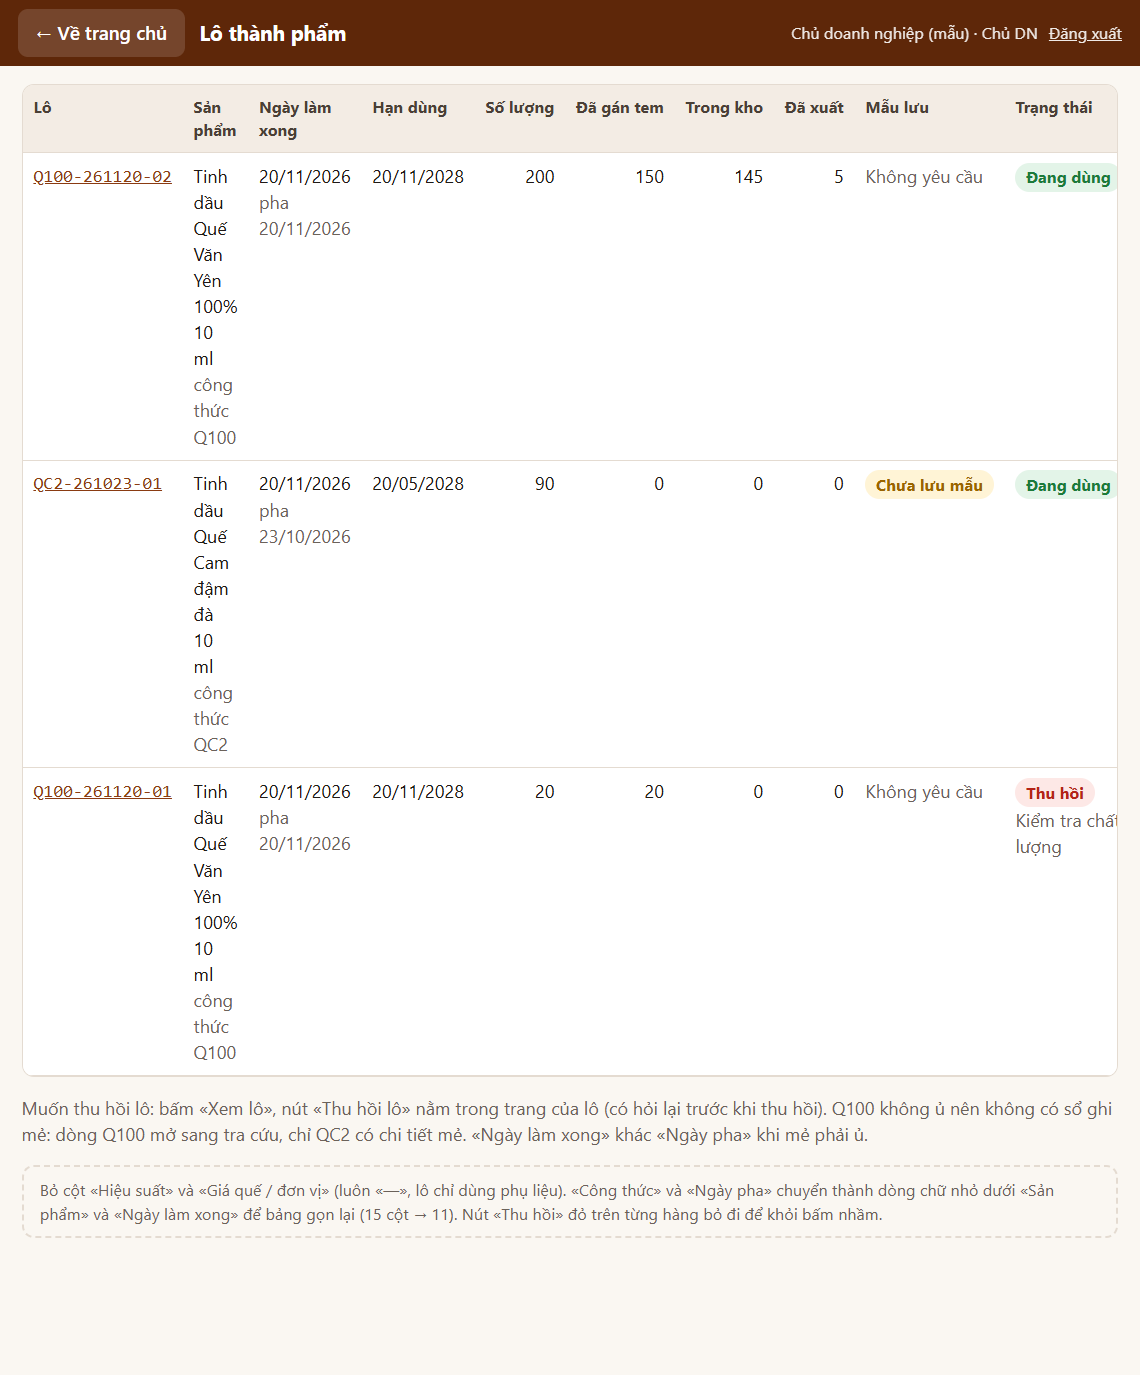 ← Về trang chủ
Lô thành phẩm
Chủ doanh nghiệp (mẫu) · Chủ DN Đăng xuất
Lô Sản phẩm Ngày làm xong Hạn dùng Số lượng Đã gán tem Trong kho Đã xuất Mẫu lưu Trạng thái
Q100-261120-02
Tinh
dầu
Quế
Văn
Yên
100%
10
ml
công
thức
Q100
20/11/2026
pha
20/11/2026
20/11/2028
200
150
145
5
Không yêu cầu
Đang dùng
QC2-261023-01
Tinh
dầu
Quế
Cam
đậm
đà
10
ml
công
thức
QC2
20/11/2026
pha
23/10/2026
20/05/2028
90
0
0
0
Chưa lưu mẫu
Đang dùng
Q100-261120-01
Tinh
dầu
Quế
Văn
Yên
100%
10
ml
công
thức
Q100
20/11/2026
pha
20/11/2026
20/11/2028
20
20
0
0
Không yêu cầu
Thu hồi
Kiểm tra chất
lượng
Muốn thu hồi lô: bấm «Xem lô», nút «Thu hồi lô» nằm trong trang của lô (có hỏi lại trước khi thu hồi). Q100 không ủ nên không có sổ ghi
mẻ: dòng Q100 mở sang tra cứu, chỉ QC2 có chi tiết mẻ. «Ngày làm xong» khác «Ngày pha» khi mẻ phải ủ.
Bỏ cột «Hiệu suất» và «Giá quế / đơn vị» (luôn «—», lô chỉ dùng phụ liệu). «Công thức» và «Ngày pha» chuyển thành dòng chữ nhỏ dưới «Sản
phẩm» và «Ngày làm xong» để bảng gọn lại (15 cột → 11). Nút «Thu hồi» đỏ trên từng hàng bỏ đi để khỏi bấm nhầm.